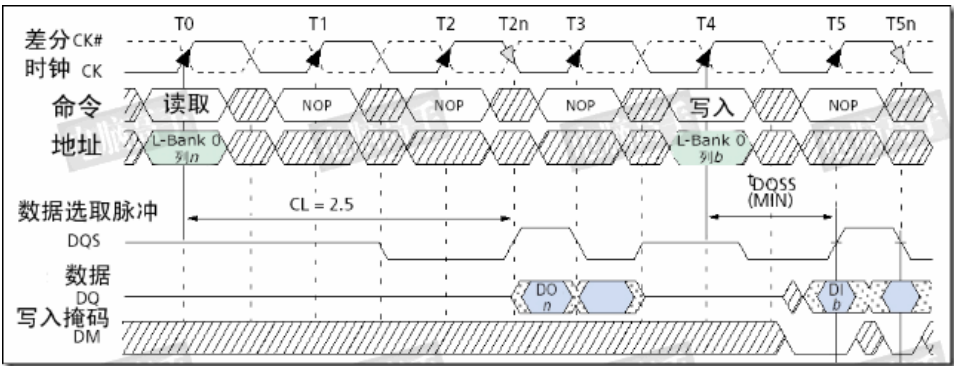 T0 T1 T2 T2n T3 T4 T5 T5n
差分CK#
时钟 CK
命令 读取 NOP NOP NOP 写入 NOP
地址 L-Bank 0 L-Bank 0
列n 列b
tDQSS
(MIN)
CL = 2.5
数据选取脉冲
DQS
数据
DQ DO n DI b
写入掩码
DM